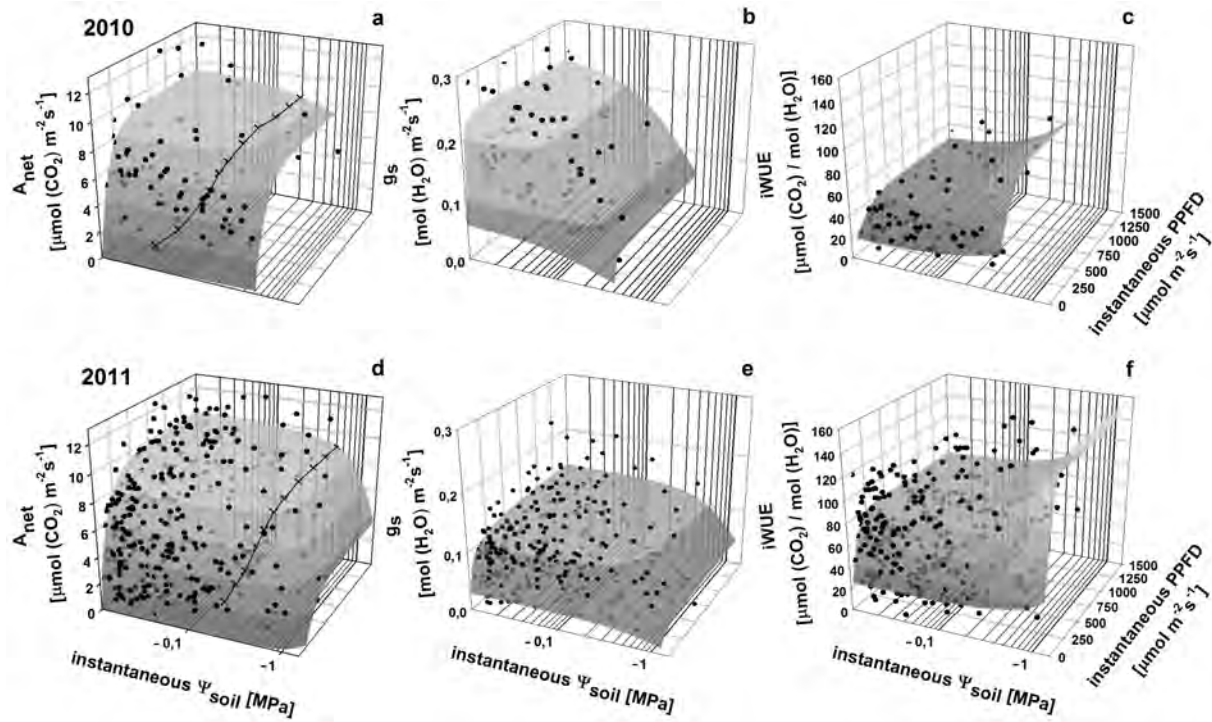 2010
a
b
c
12
10
8
6
4
2
0
A net
[μmol (CO2) m-2s-1]
0,3
0,2
0,1
0,0
gs
[mol (H2O) m-2s-1]
160
140
120
100
80
60
40
20
0
iWUE
[μmol (CO2) / mol (H2O)]
1500
1250
1000
750
500
250
0
instantaneous PPFD
[μmol m-2s-1]
2011
d
e
f
12
10
8
6
4
2
0
A net
[μmol (CO2) m-2s-1]
0,3
0,2
0,1
0,0
gs
[mol (H2O) m-2s-1]
160
140
120
100
80
60
40
20
0
iWUE
[μmol (CO2) / mol (H2O)]
1500
1250
1000
750
500
250
0
instantaneous PPFD
[μmol m-2s-1]
- 0,1
-1
instantaneous Ψsoil [MPa]
- 0,1
-1
instantaneous Ψsoil [MPa]
- 0,1
-1
instantaneous Ψsoil [MPa]